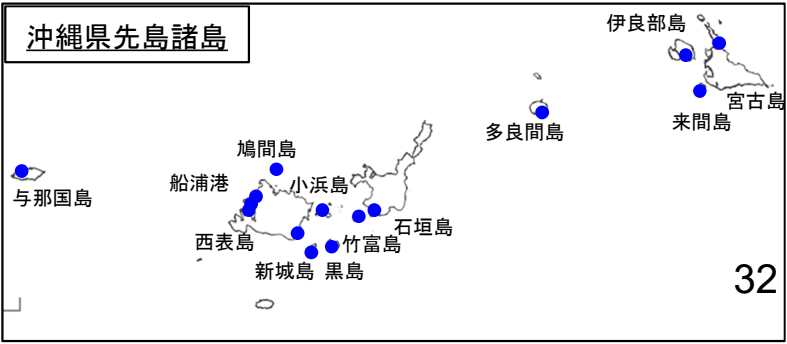 沖縄県先島諸島
伊良部島
宮古島
来間島
多良間島
鳩間島
与那国島
船浦港
小浜島
石垣島
西表島
竹富島
新城島
黒島
32